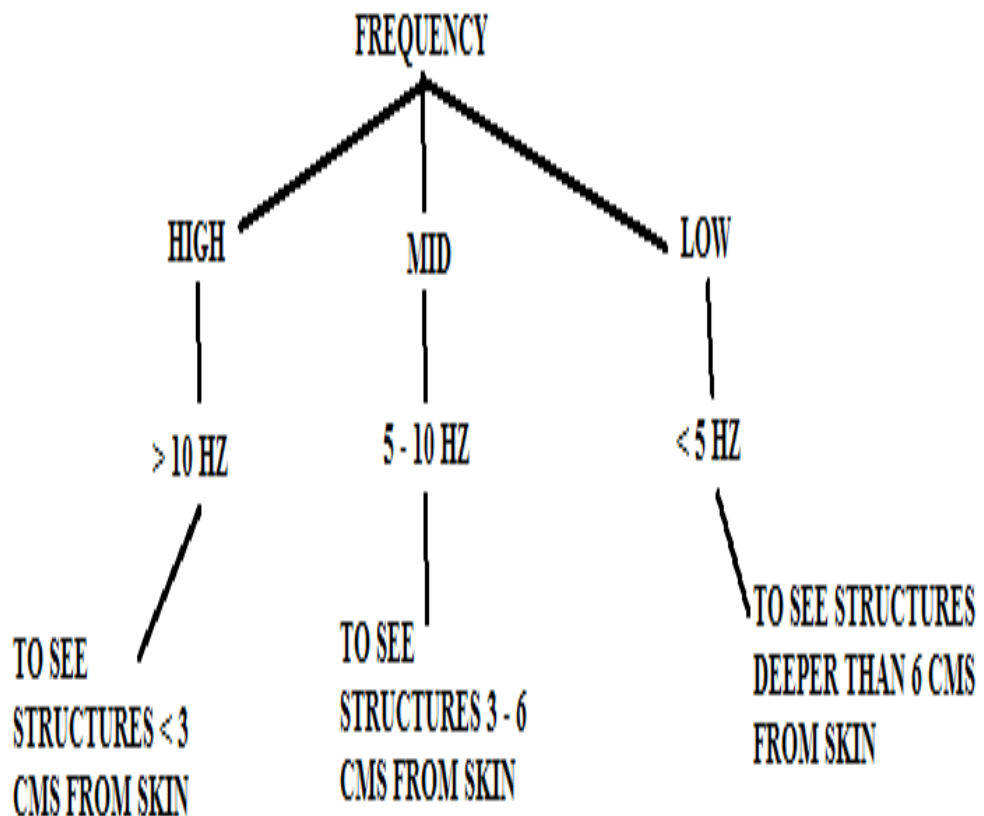 FREQUENCY
HIGH
MID
LOW
> 10 HZ
5 - 10 HZ
< 5 HZ
TO SEE
STRUCTURES < 3
CMS FROM SKIN
TO SEE
STRUCTURES 3 - 6
CMS FROM SKIN
TO SEE STRUCTURES
DEEPER THAN 6 CMS
FROM SKIN